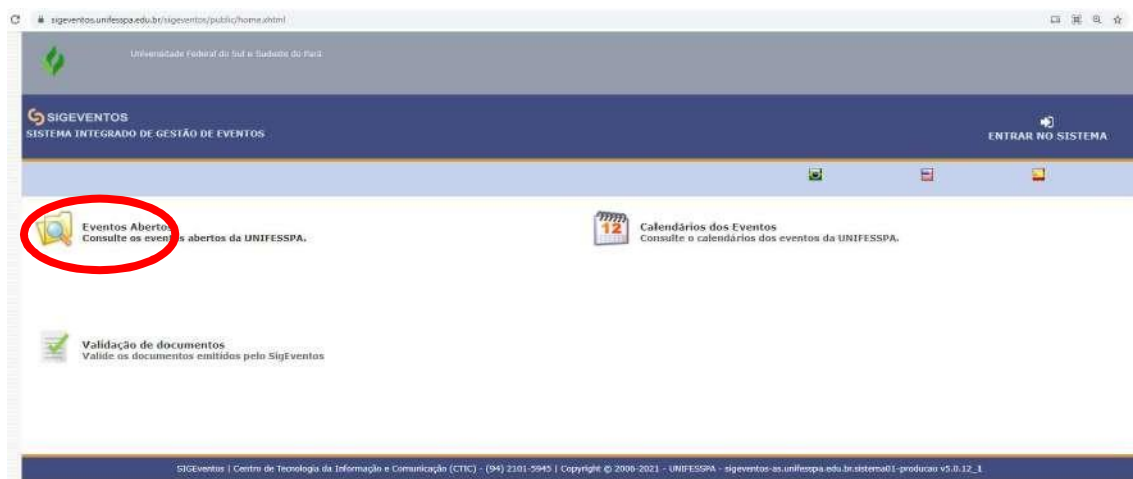 sigeventos.unifesspa.edu.br/sigeventos/public/home.xhtml
Universidade Federal do Sul e Sudeste do Pará
SIGEVENTOS
SISTEMA INTEGRADO DE GESTÃO DE EVENTOS
ENTRAR NO SISTEMA
Eventos Abertos
Consulte os eventos abertos da UNIFESSPA.
12
Calendários dos Eventos
Consulte o calendários dos eventos da UNIFESSPA.
Validação de documentos
Valide os documentos emitidos pelo SigEventos
SIGEventos | Centro de Tecnologia da Informação e Comunicação (CTIC) - (94) 2101-5945 | Copyright © 2006-2021 - UNIFESSPA - sigeventos-as.unifesspa.edu.br.sistema01-producao v5.0.12_1